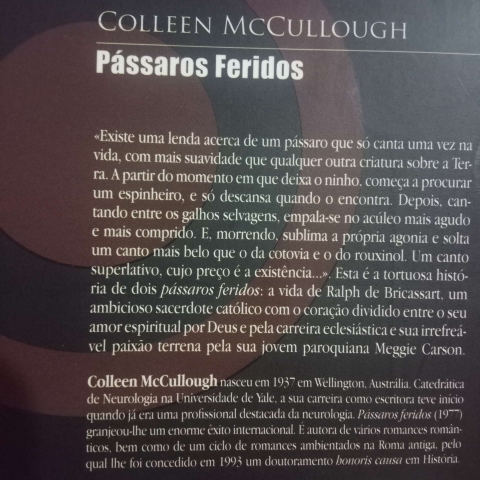 COLLEEN MCCULLOUGH
Pássaros Feridos
«Existe uma lenda acerca de um pássaro que só canta uma vez na
vida, com mais suavidade que qualquer outra criatura sobre a Ter-
ra. A partir do momento em que deixa o ninho, começa a procurar
um espinheiro, e só descansa quando o encontra. Depois, can-
tando entre os galhos selvagens, empala-se no acúleo mais agudo
e mais comprido. E, morrendo, sublima a própria agonia e solta
um canto mais belo que o da cotovia e o do rouxinol. Um canto
superlativo, cujo preço é a existência...». Esta é a tortuosa histó-
ria de dois pássaros feridos: a vida de Ralph de Bricassart, um
ambicioso sacerdote católico com o coração dividido entre o seu
amor espiritual por Deus e pela carreira eclesiástica e sua irrefreá-
vel paixão terrena pela sua jovem paroquiana Meggie Carson.
Colleen McCullough nasceu em 1937 em Wellington, Austrália. Catedrática
de Neurologia na Universidade de Yale, a sua carreira como escritora teve início
quando já era uma profissional destacada da neurologia. Pássaros feridos (1977)
granjeou-lhe um enorme êxito internacional. É autora de vários romances român-
ticos, bem como de um ciclo de romances ambientados na Roma antiga, pelo
qual lhe foi concedido em 1993 um doutoramento honoris causa em História.